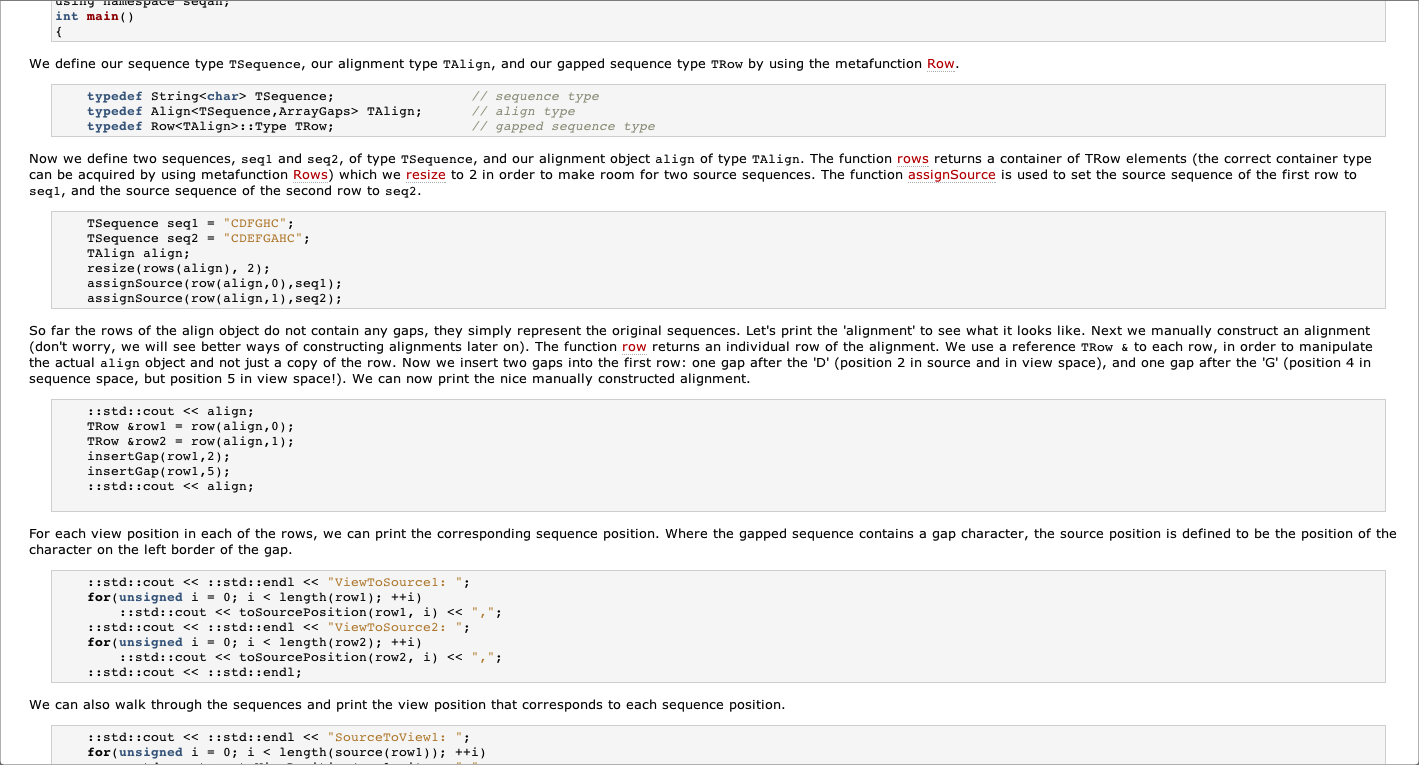 using namespace seqan;
int main()
{
We define our sequence type TSequence, our alignment type TAlign, and our gapped sequence type TRow by using the metafunction Row.
typedef String<char> TSequence; // sequence type
typedef Align<TSequence,ArrayGaps> TAlign; // align type
typedef Row<TAlign>::Type TRow; // gapped sequence type
Now we define two sequences, seq1 and seq2, of type TSequence, and our alignment object align of type TAlign. The function rows returns a container of TRow elements (the correct container type
can be acquired by using metafunction Rows) which we resize to 2 in order to make room for two source sequences. The function assignSource is used to set the source sequence of the first row to
seq1, and the source sequence of the second row to seq2.
TSequence seq1 = "CDFGHC";
TSequence seq2 = "CDEFGAHC";
TAlign align;
resize(rows(align), 2);
assignSource(row(align,0),seq1);
assignSource(row(align,1),seq2);
So far the rows of the align object do not contain any gaps, they simply represent the original sequences. Let's print the 'alignment' to see what it looks like. Next we manually construct an alignment
(don't worry, we will see better ways of constructing alignments later on). The function row returns an individual row of the alignment. We use a reference TRow & to each row, in order to manipulate
the actual align object and not just a copy of the row. Now we insert two gaps into the first row: one gap after the 'D' (position 2 in source and in view space), and one gap after the 'G' (position 4 in
sequence space, but position 5 in view space!). We can now print the nice manually constructed alignment.
::std::cout << align;
TRow &row1 = row(align,0);
TRow &row2 = row(align,1);
insertGap(row1,2);
insertGap(row1,5);
::std::cout << align;
For each view position in each of the rows, we can print the corresponding sequence position. Where the gapped sequence contains a gap character, the source position is defined to be the position of the
character on the left border of the gap.
::std::cout << ::std::endl << "ViewToSource1: ";
for(unsigned i = 0; i < length(row1); ++i)
::std::cout << toSourcePosition(row1, i) << ",";
::std::cout << ::std::endl << "ViewToSource2: ";
for(unsigned i = 0; i < length(row2); ++i)
::std::cout << toSourcePosition(row2, i) << ",";
::std::cout << ::std::endl;
We can also walk through the sequences and print the view position that corresponds to each sequence position.
::std::cout << ::std::endl << "SourceToView1: ";
for(unsigned i = 0; i < length(source(row1)); ++i)